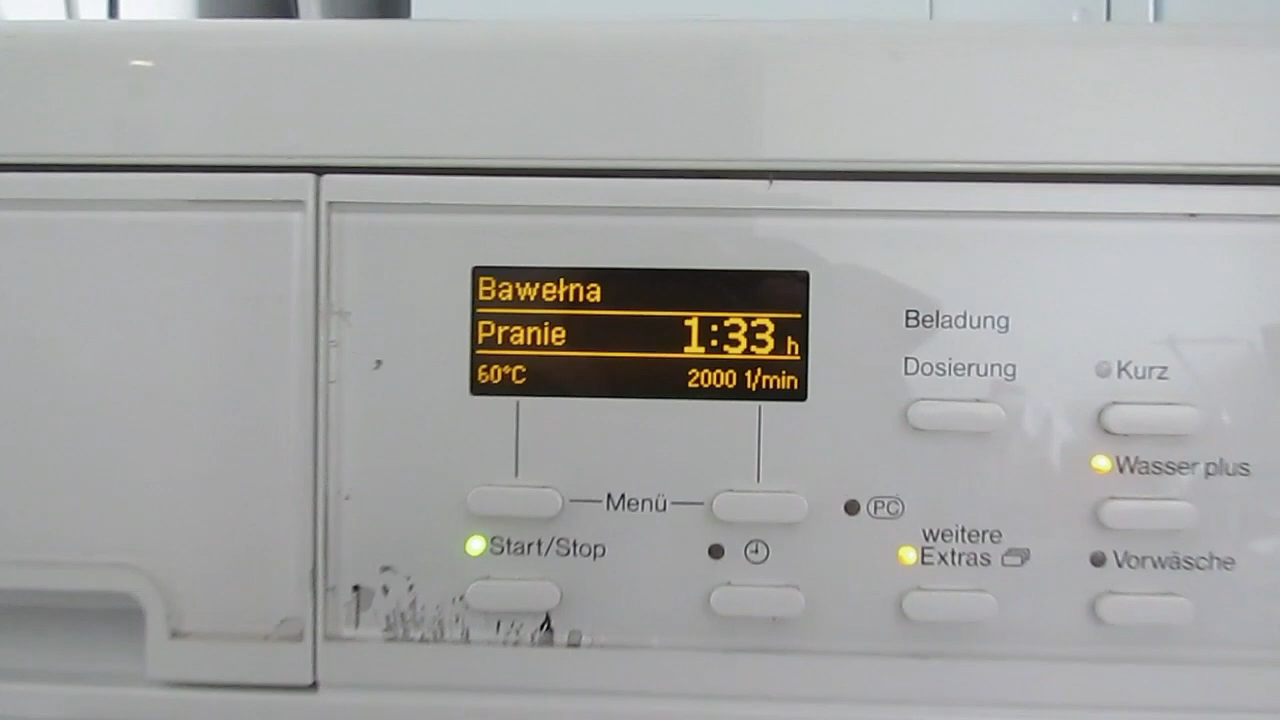 Bawełna
Pranie 1:33 h
60°C 2000 1/min
Beladung
Dosierung
Kurz
Wasser plus
Menü
PC
Start/Stop
weitere
Extras
Vorwäsche